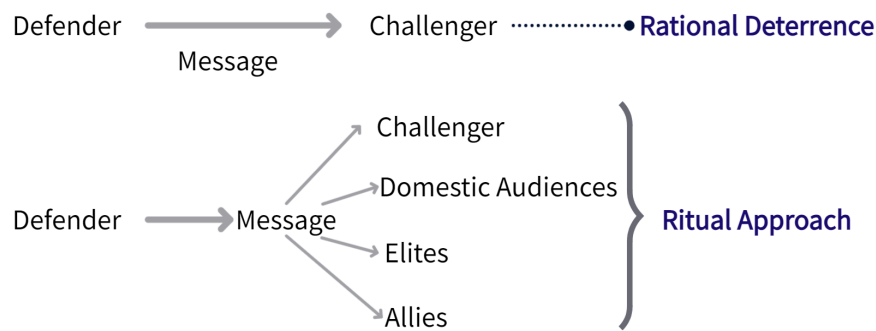 Defender
Challenger
Rational Deterrence
Message
Challenger
Domestic Audiences
Defender
Message
Ritual Approach
Elites
Allies